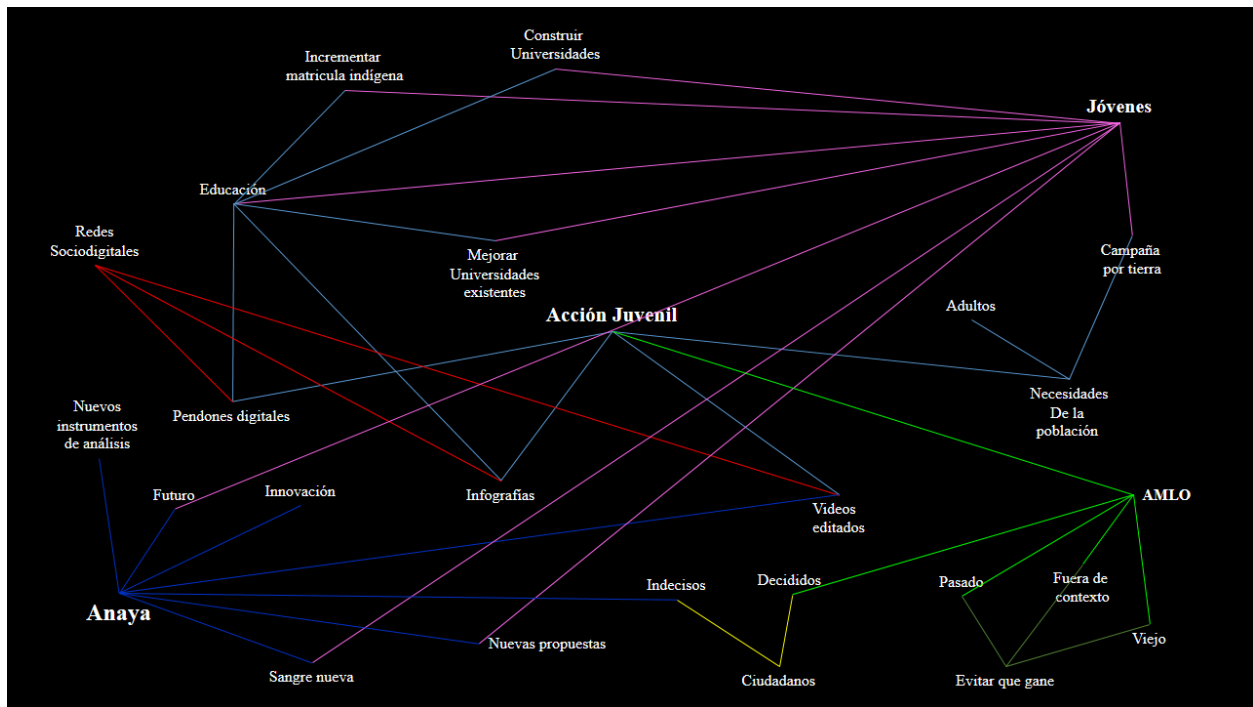 Construir
Universidades
Incrementar
matricula indígena
Jóvenes
Educación
Redes
Sociodigitales
Mejorar
Universidades
existentes
Campaña
por tierra
Adultos
Acción Juvenil
Necesidades
De la
población
Pendones digitales
Nuevos
instrumentos
de análisis
Futuro
Innovación
Infografías
Videos
editados
AMLO
Indecisos
Decididos
Pasado
Fuera de
contexto
Anaya
Viejo
Nuevas propuestas
Sangre nueva
Ciudadanos
Evitar que gane